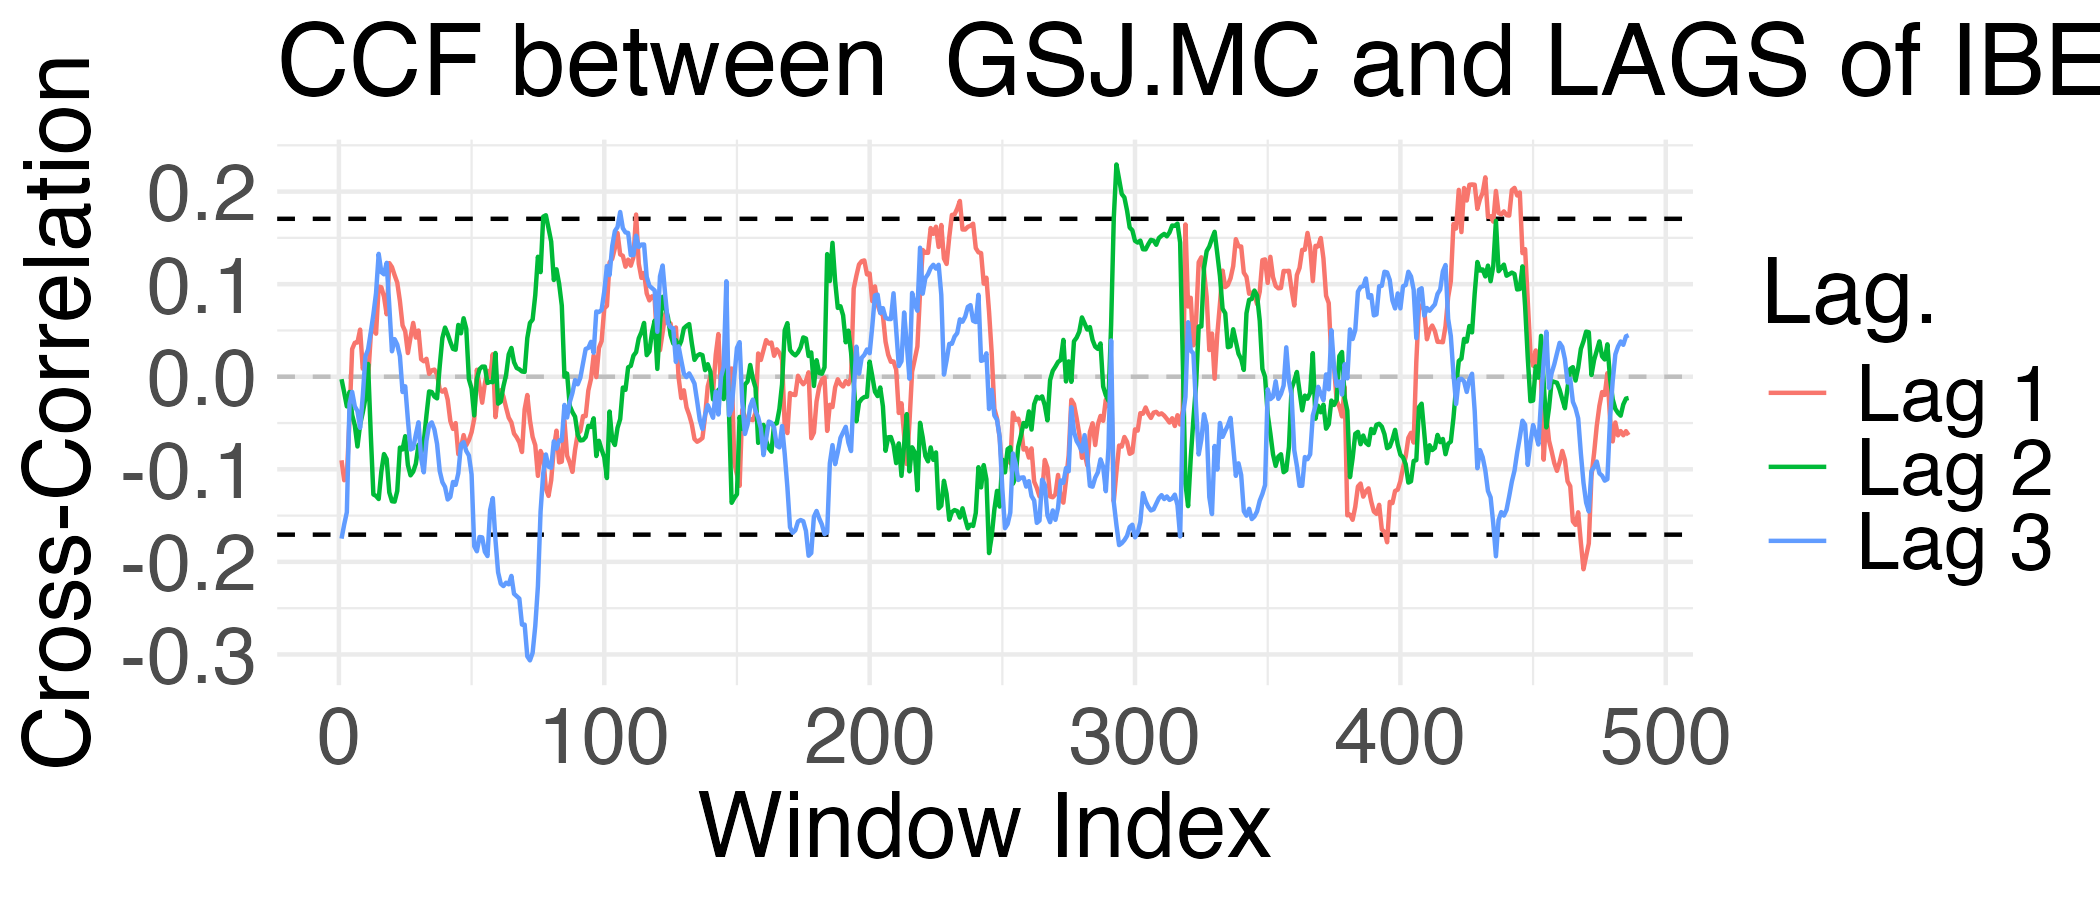 CCF between GSJ.MC and LAGS of IBE
Cross-Correlation
0.2
0.1
0.0
-0.1
-0.2
-0.3
0 100 200 300 400 500
Window Index
Lag.
Lag 1
Lag 2
Lag 3